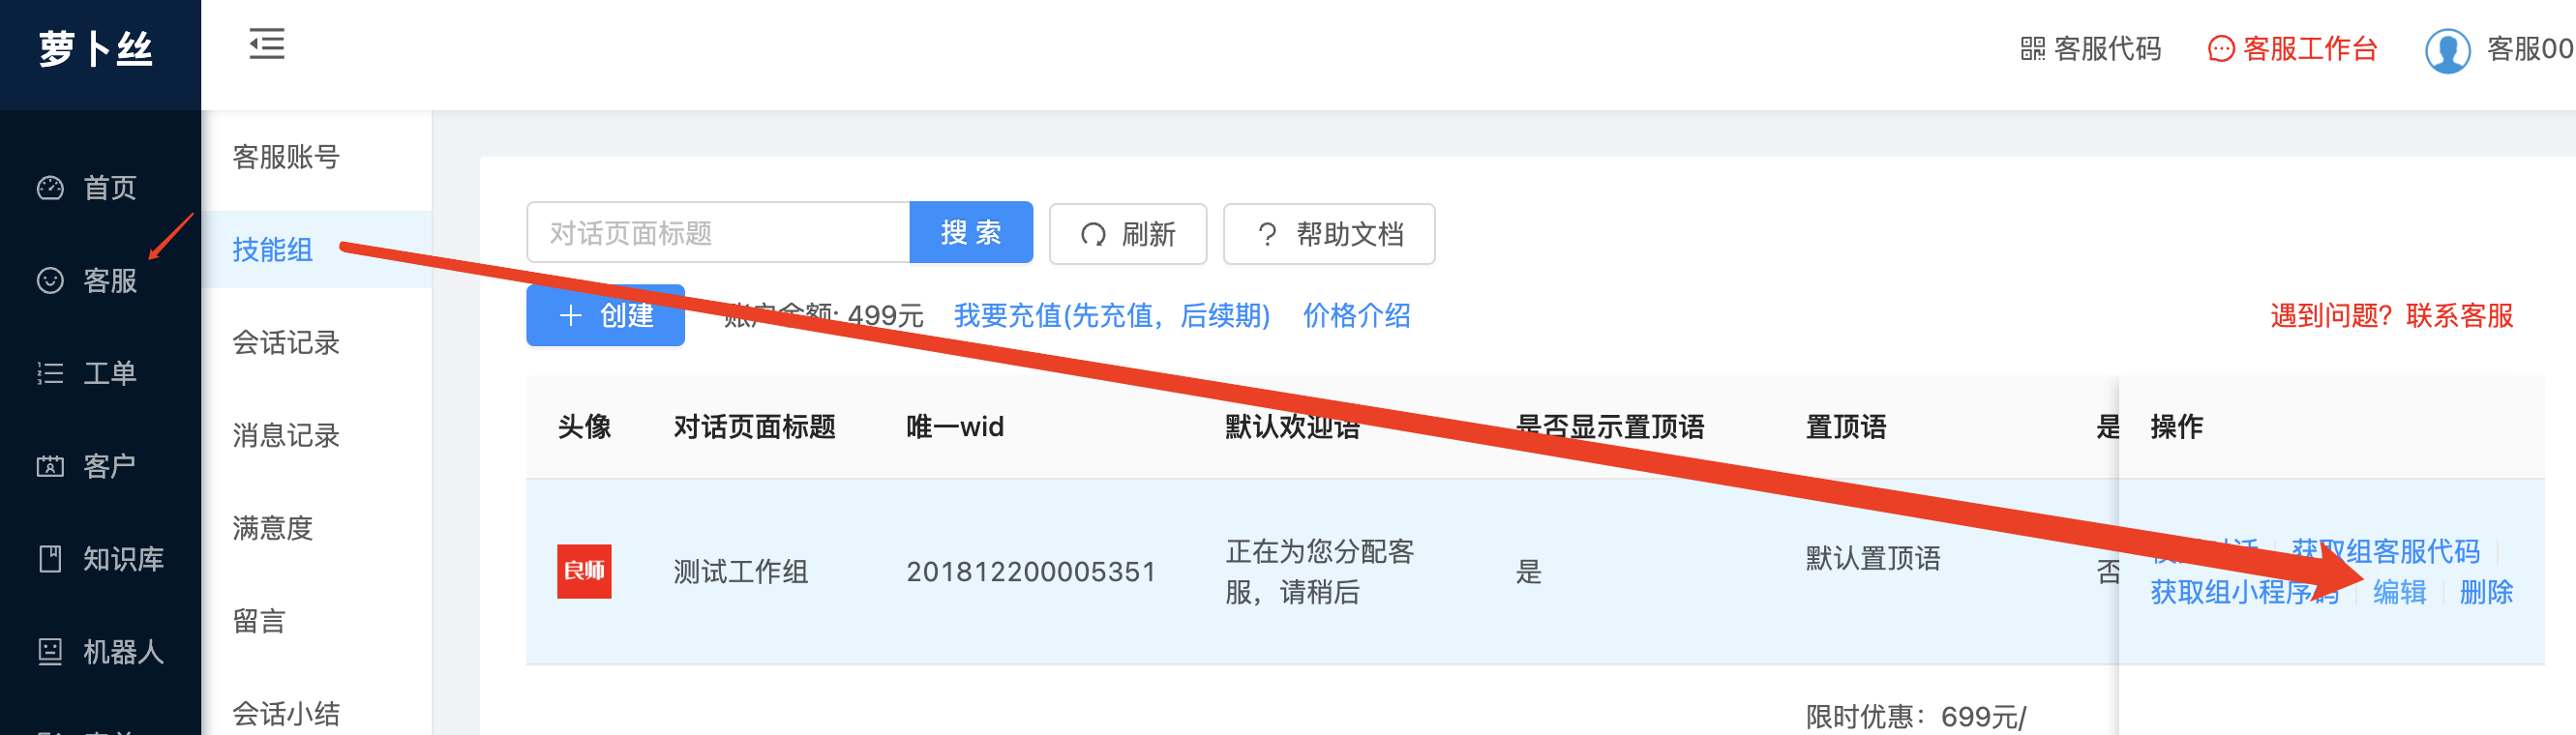 萝卜丝
客服代码
客服工作台
客服00
首页
客服
工单
客户
知识库
机器人
客服账号
技能组
会话记录
消息记录
满意度
留言
会话小结
对话页面标题
搜 索
刷新
? 帮助文档
+ 创建
账户余额: 499元
我要充值(先充值，后续期)
价格介绍
遇到问题？联系客服
头像 对话页面标题 唯一wid 默认欢迎语 是否显示置顶语 置顶语 是 操作
良师
测试工作组
201812200005351
正在为您分配客
服，请稍后
是
默认置顶语
否
获取组客服代码
获取组小程序码
编辑
删除
限时优惠：699元/